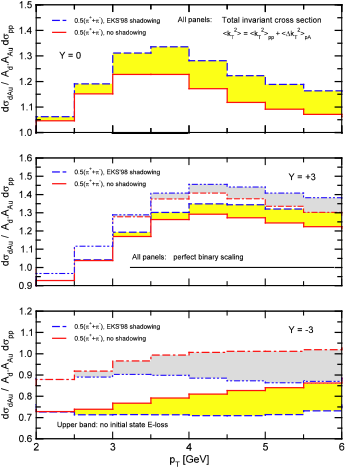 0.5(π⁺+π⁻), EKS'98 shadowing
0.5(π⁺+π⁻), no shadowing
All panels: Total invariant cross section
<k_T²> = <k_T²>_pp + <Δk_T²>_pA
Y = 0
dσ_dAu / A_d A_Au dσ_pp
1.5
1.4
1.3
1.2
1.1
1.0
0.5(π⁺+π⁻), EKS'98 shadowing
0.5(π⁺+π⁻), no shadowing
Y = +3
dσ_dAu / A_d A_Au dσ_pp
1.6
1.5
1.4
1.3
1.2
1.1
1.0
0.9
All panels: perfect binary scaling
0.5(π⁺+π⁻), EKS'98 shadowing
0.5(π⁺+π⁻), no shadowing
Y = -3
dσ_dAu / A_d A_Au dσ_pp
1.2
1.1
1.0
0.9
0.8
0.7
0.6
Upper band: no initial state E-loss
2 3 4 5 6
p_T [GeV]